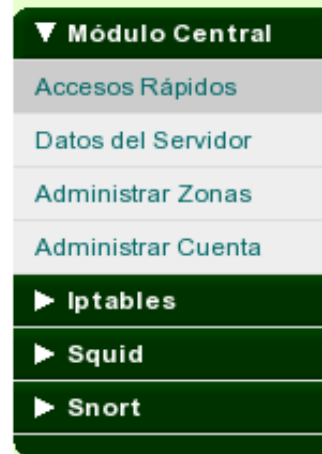 ▼ Módulo Central
Accesos Rápidos
Datos del Servidor
Administrar Zonas
Administrar Cuenta
▶ Iptables
▶ Squid
▶ Snort